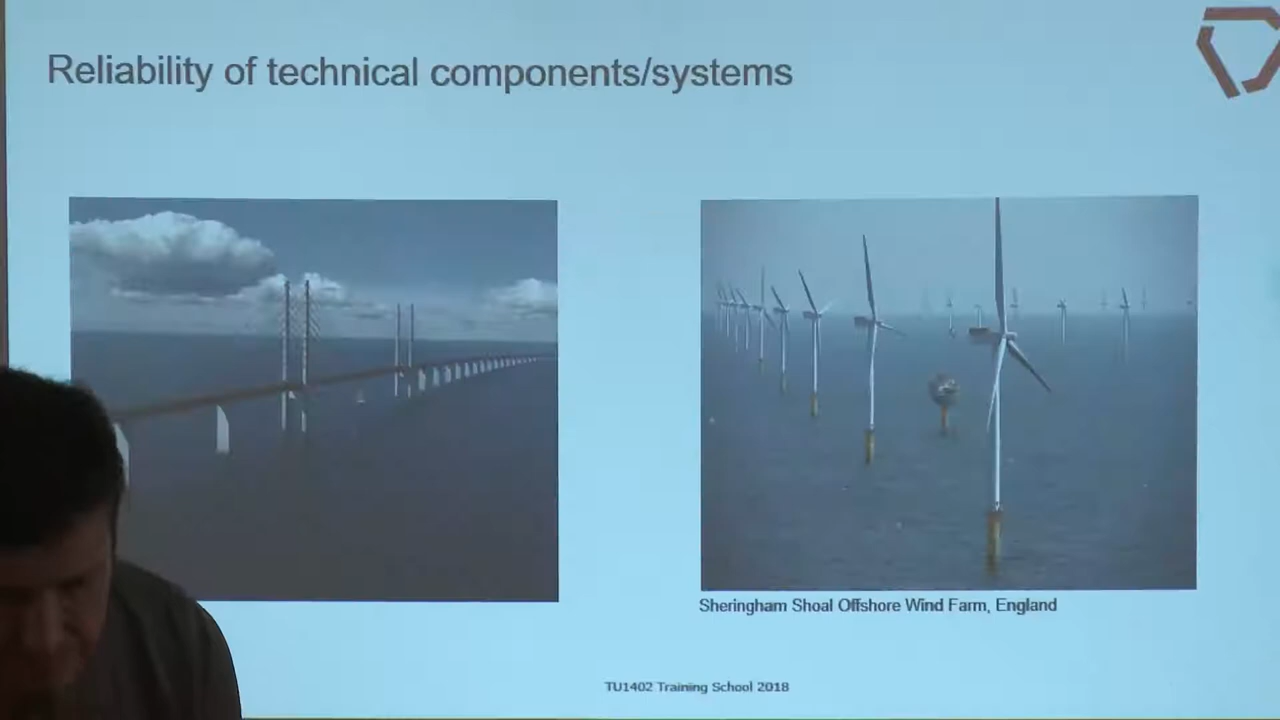 Reliability of technical components/systems
Sheringham Shoal Offshore Wind Farm, England
TU1402 Training School 2018